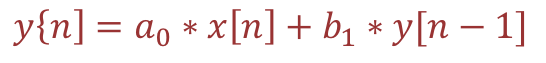 y{n] = a₀ * x[n] + b₁ * y[n − 1]